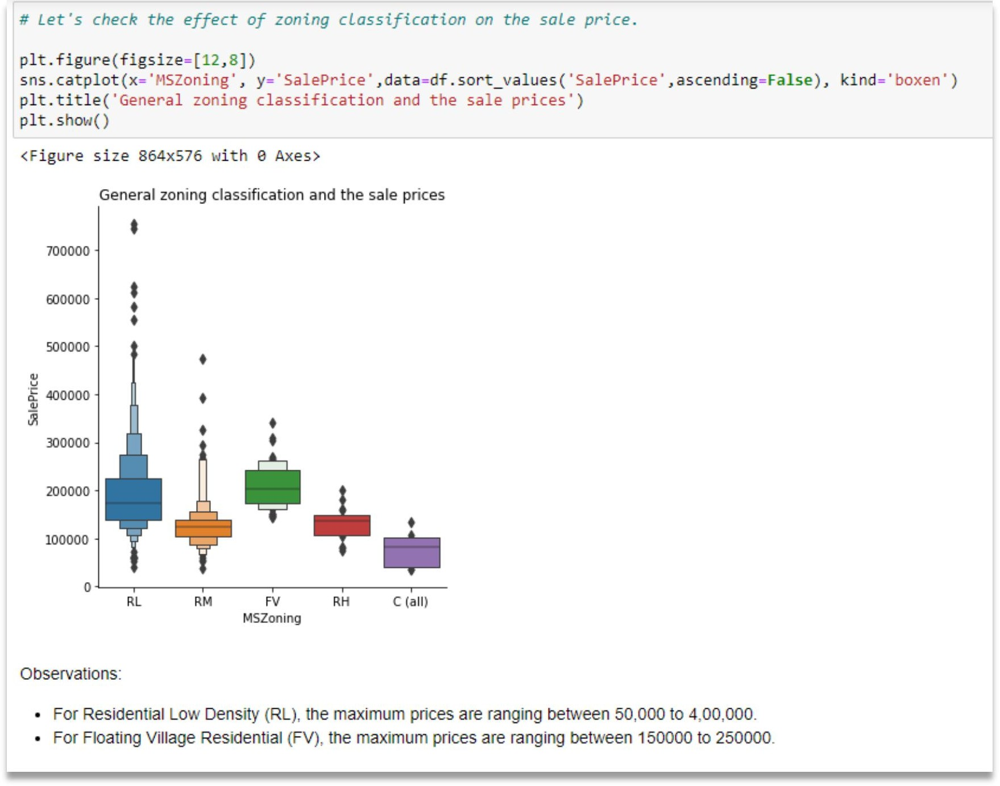 # Let's check the effect of zoning classification on the sale price.
plt.figure(figsize=[12,8])
sns.catplot(x='MSZoning', y='SalePrice',data=df.sort_values('SalePrice',ascending=False), kind='boxen')
plt.title('General zoning classification and the sale prices')
plt.show()
<Figure size 864x576 with 0 Axes>
General zoning classification and the sale prices
700000
600000
500000
400000
300000
200000
100000
0
SalePrice
RL RM FV RH C (all)
MSZoning
Observations:
• For Residential Low Density (RL), the maximum prices are ranging between 50,000 to 4,00,000.
• For Floating Village Residential (FV), the maximum prices are ranging between 150000 to 250000.